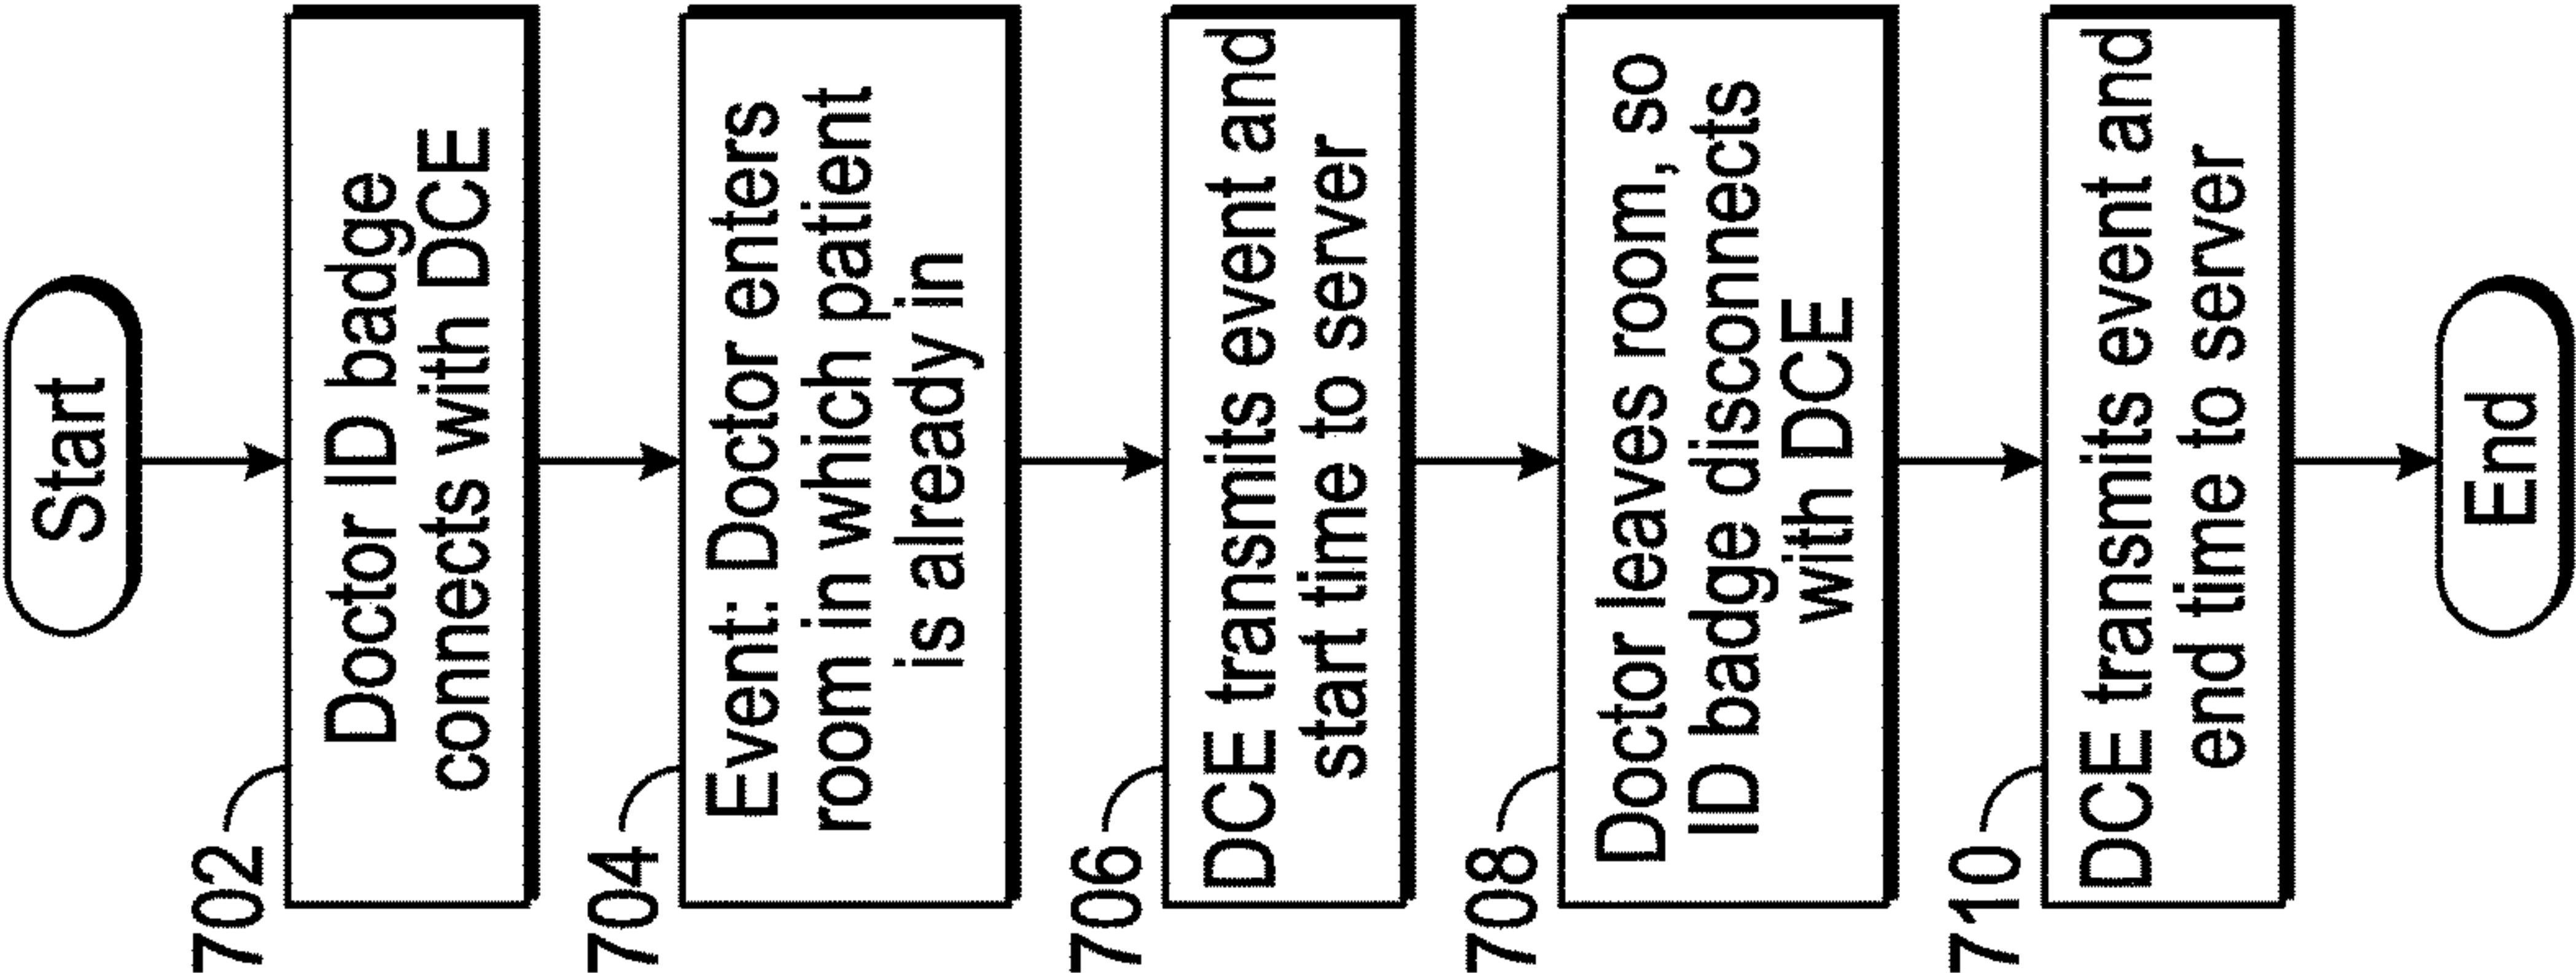 Start
702
Doctor ID badge
connects with DCE
704
Event: Doctor enters
room in which patient
is already in
706
DCE transmits event and
start time to server
708
Doctor leaves room, so
ID badge disconnects
with DCE
710
DCE transmits event and
end time to server
End